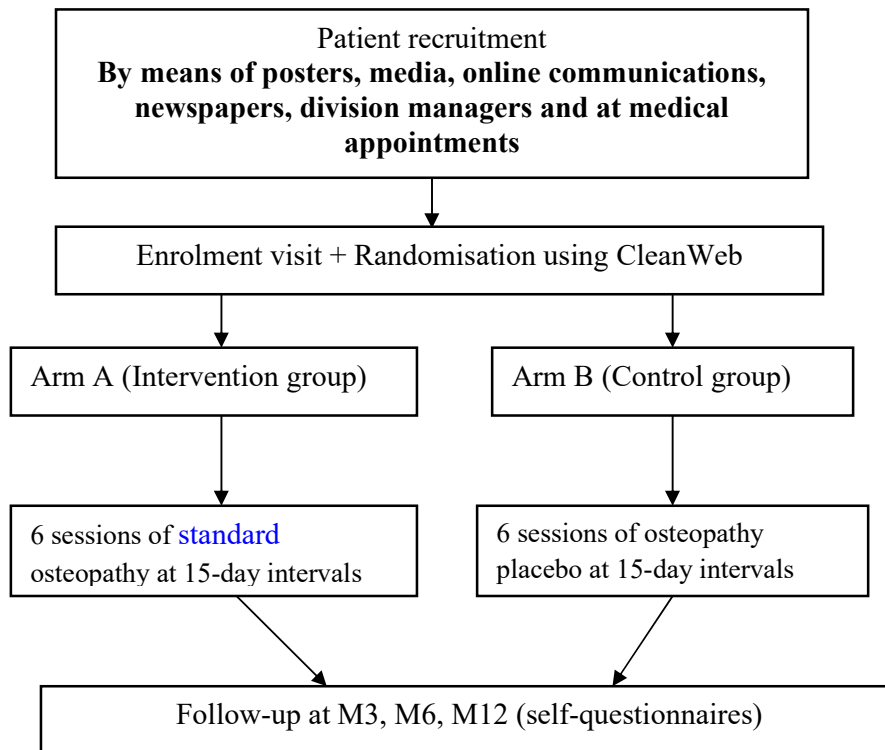 Patient recruitment
By means of posters, media, online communications,
newspapers, division managers and at medical
appointments
Enrolment visit + Randomisation using CleanWeb
Arm A (Intervention group)
Arm B (Control group)
6 sessions of standard
osteopathy at 15-day intervals
6 sessions of osteopathy
placebo at 15-day intervals
Follow-up at M3, M6, M12 (self-questionnaires)